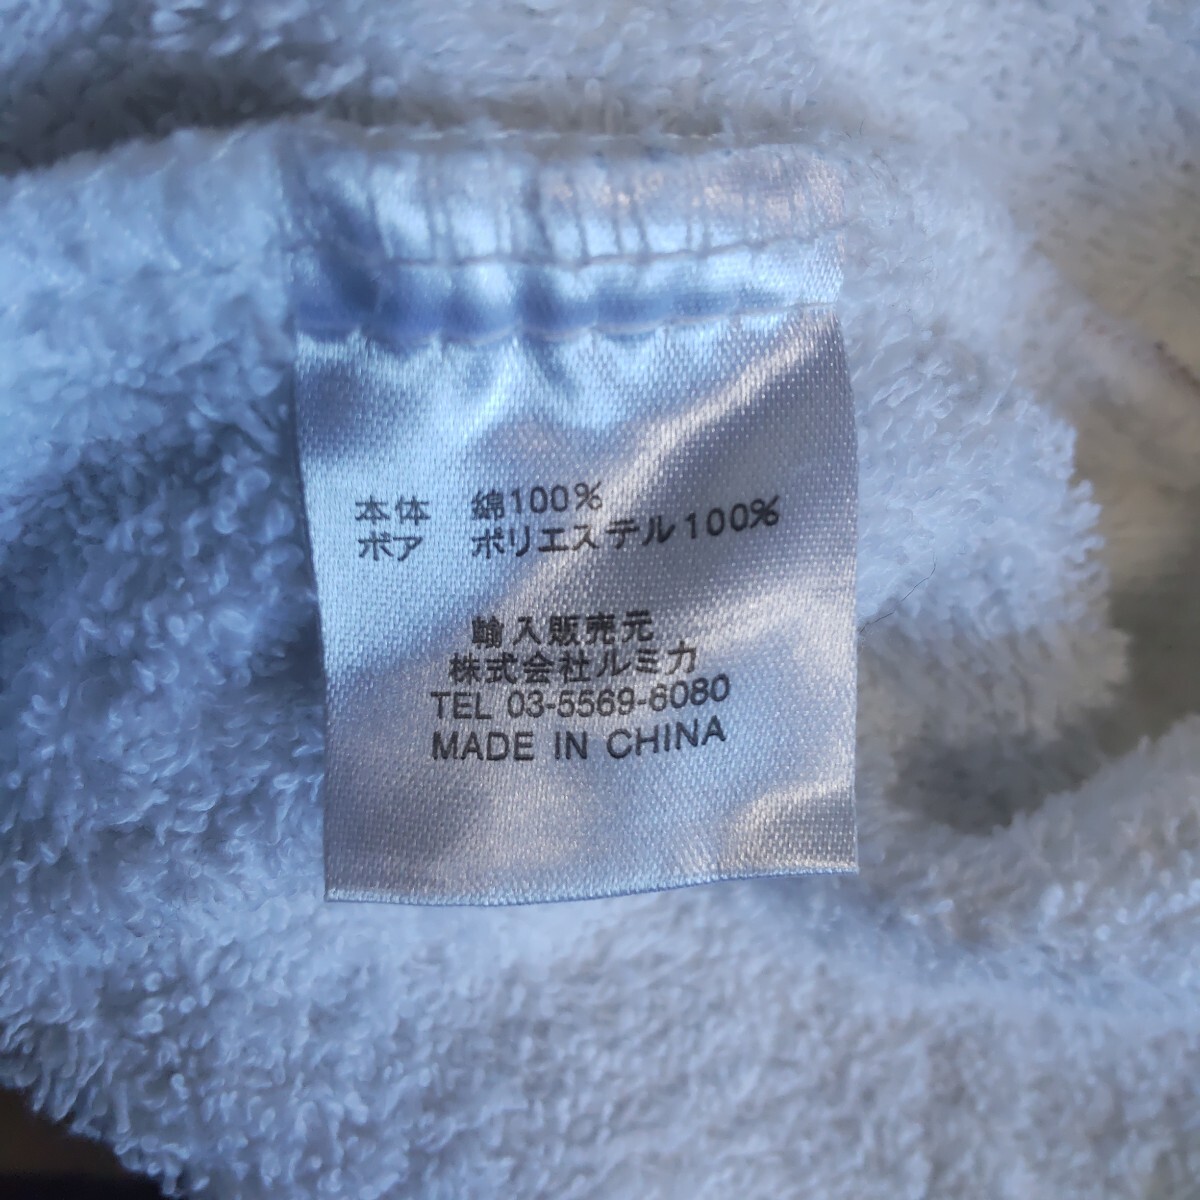 本体 綿100%
ボア ポリエステル100%
輸入販売元
株式会社ルミカ
TEL 03-5569-6080
MADE IN CHINA